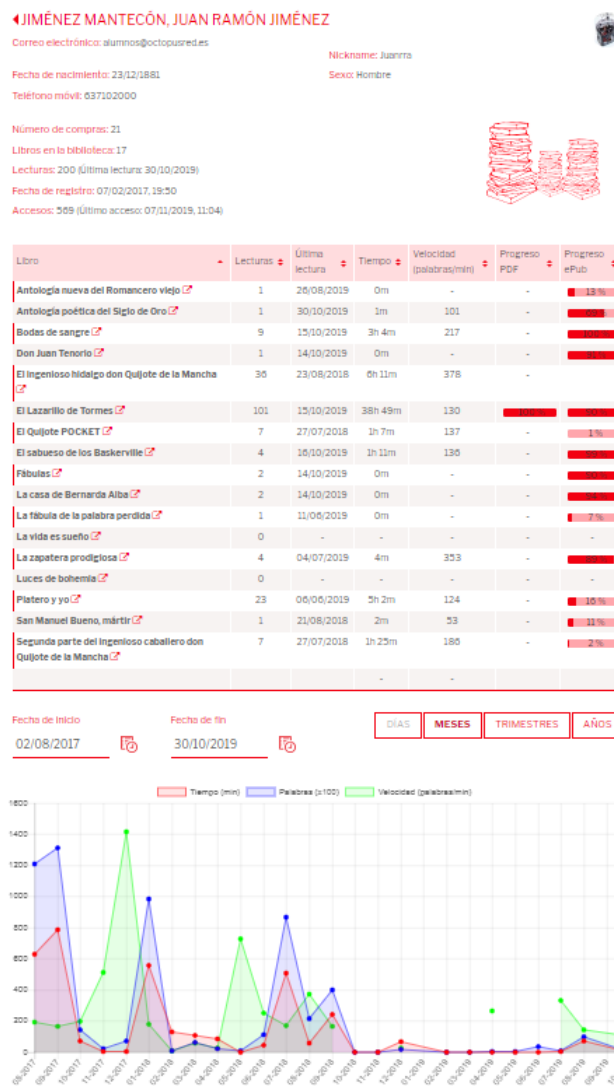 JIMÉNEZ MANTECÓN, JUAN RAMÓN JIMÉNEZ
Correo electrónico: alumnos@octopusred.es
Nickname: Juanrra
Fecha de nacimiento: 23/12/1881
Sexo: Hombre
Teléfono móvil: 637102000
Número de compras: 21
Libros en la biblioteca: 17
Lecturas: 200 (Última lectura: 30/10/2019)
Fecha de registro: 07/02/2017, 19:50
Accesos: 569 (Último acceso: 07/11/2019, 11:04)
Libro Lecturas Última lectura Tiempo Velocidad (palabras/min) Progreso PDF Progreso ePub
Antología nueva del Romancero viejo 1 26/08/2019 0m - - 13 %
Antología poética del Siglo de Oro 1 30/10/2019 1m 101 -
Bodas de sangre 9 15/10/2019 3h 4m 217 - 100 %
Don Juan Tenorio 1 14/10/2019 0m - -
El ingenioso hidalgo don Quijote de la Mancha 36 23/08/2018 6h 11m 378 -
El Lazarillo de Tormes 101 15/10/2019 38h 49m 130 100 %
El Quijote POCKET 7 27/07/2018 1h 7m 137 - 1 %
El sabueso de los Baskerville 4 16/10/2019 1h 11m 136 -
Fábulas 2 14/10/2019 0m - -
La casa de Bernarda Alba 2 14/10/2019 0m - -
La fábula de la palabra perdida 1 11/06/2019 0m - - 7 %
La vida es sueño 0 - - - - -
La zapatera prodigiosa 4 04/07/2019 4m 353 -
Luces de bohemia 0 - - - - -
Platero y yo 23 06/06/2019 5h 2m 124 - 16 %
San Manuel Bueno, mártir 1 21/08/2018 2m 53 - 11 %
Segunda parte del ingenioso caballero don Quijote de la Mancha 7 27/07/2018 1h 25m 186 - 2 %
- -
Fecha de inicio Fecha de fin
02/08/2017 30/10/2019
DÍAS MESES TRIMESTRES AÑOS
Tiempo (min) Palabras (x100) Velocidad (palabras/min)
1600
1400
1200
1000
800
600
400
200
0
08-2017 09-2017 10-2017 11-2017 12-2017 01-2018 02-2018 03-2018 04-2018 05-2018 06-2018 07-2018 08-2018 09-2018 10-2018 11-2018 12-2018 01-2019 02-2019 03-2019 04-2019 05-2019 06-2019 07-2019 08-2019